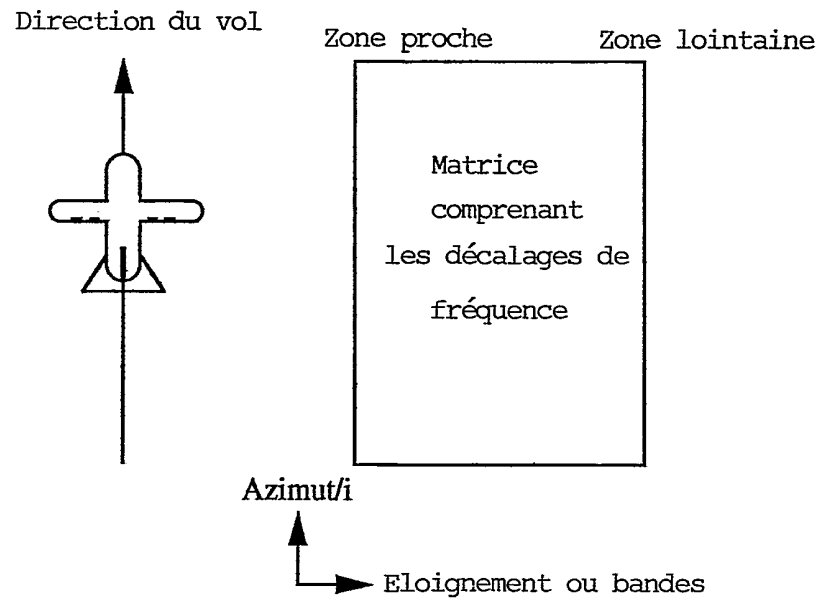 Direction du vol
Zone proche
Zone lointaine
Matrice
comprenant
les décalages de
fréquence
Azimut/i
Eloignement ou bandes